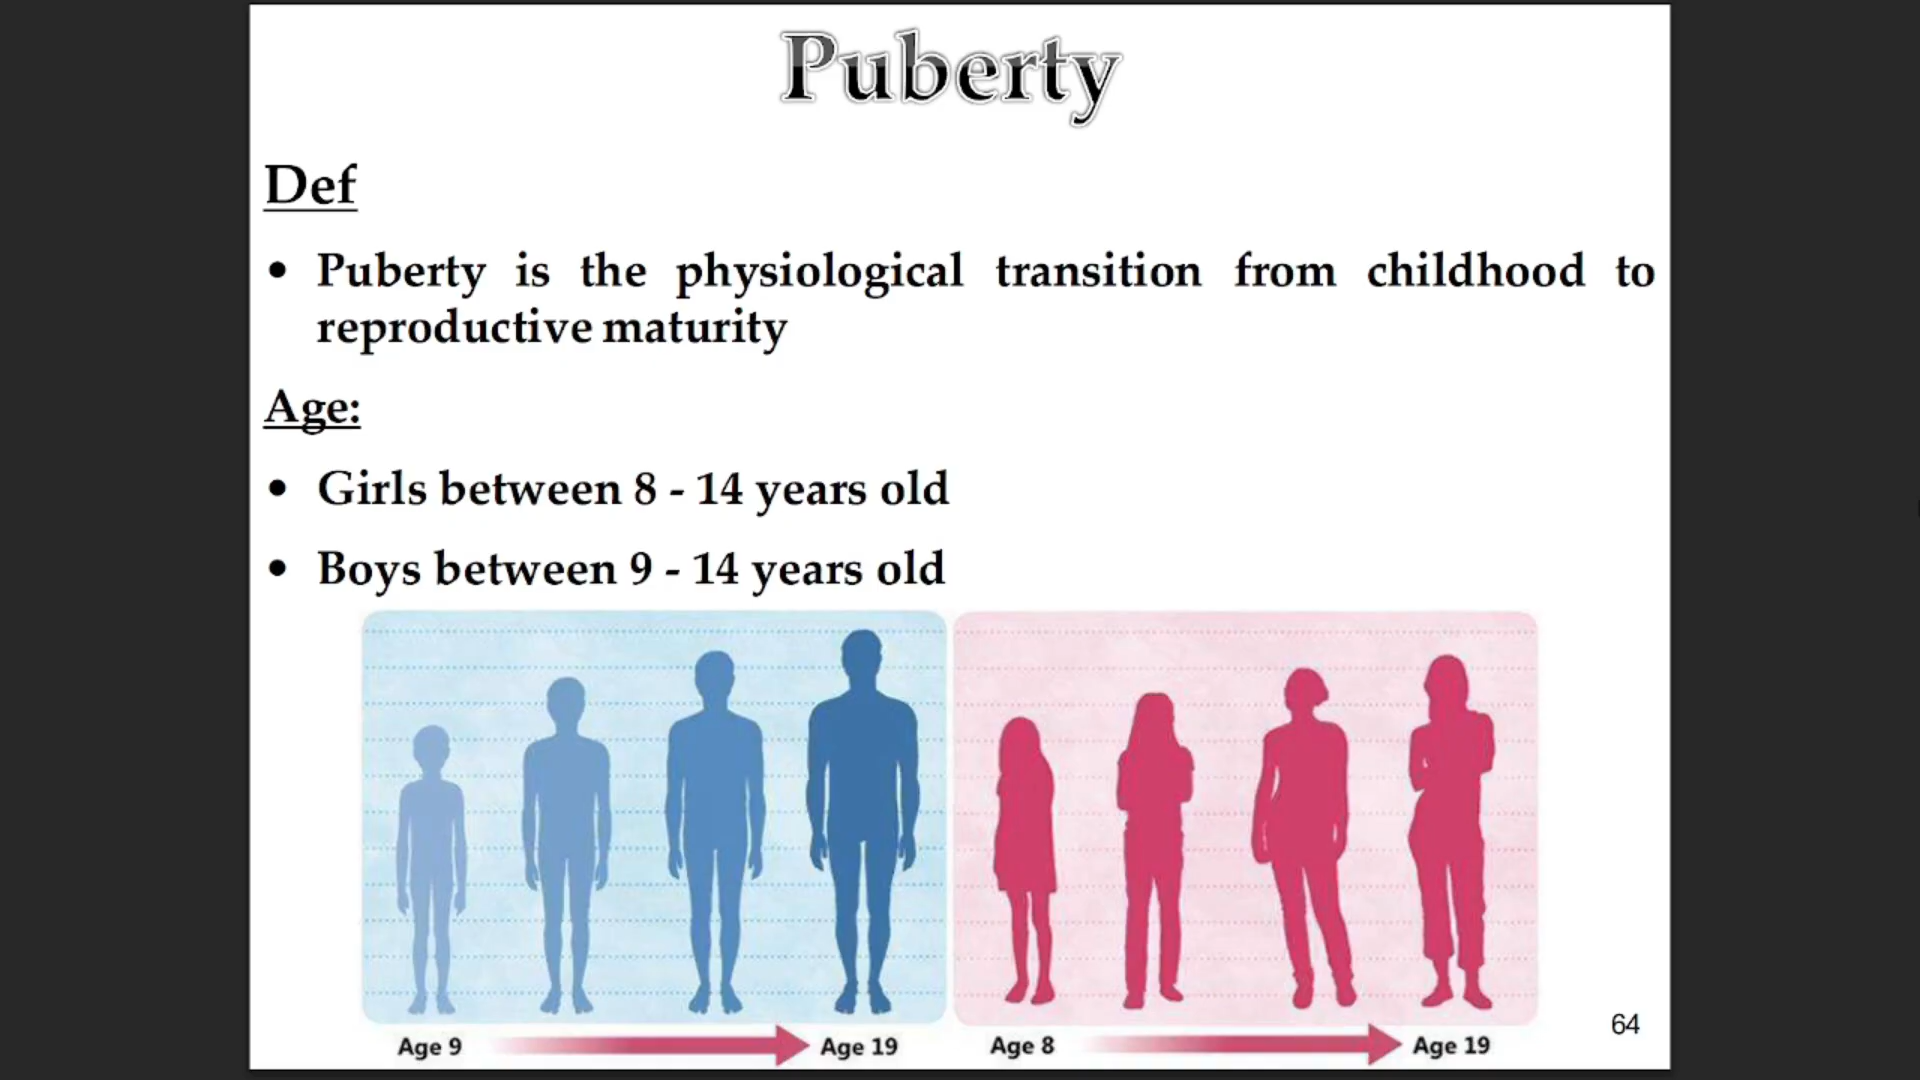 Puberty
Def
• Puberty is the physiological transition from childhood to
reproductive maturity
Age:
• Girls between 8 - 14 years old
• Boys between 9 - 14 years old
Age 9
Age 19
Age 8
Age 19
64